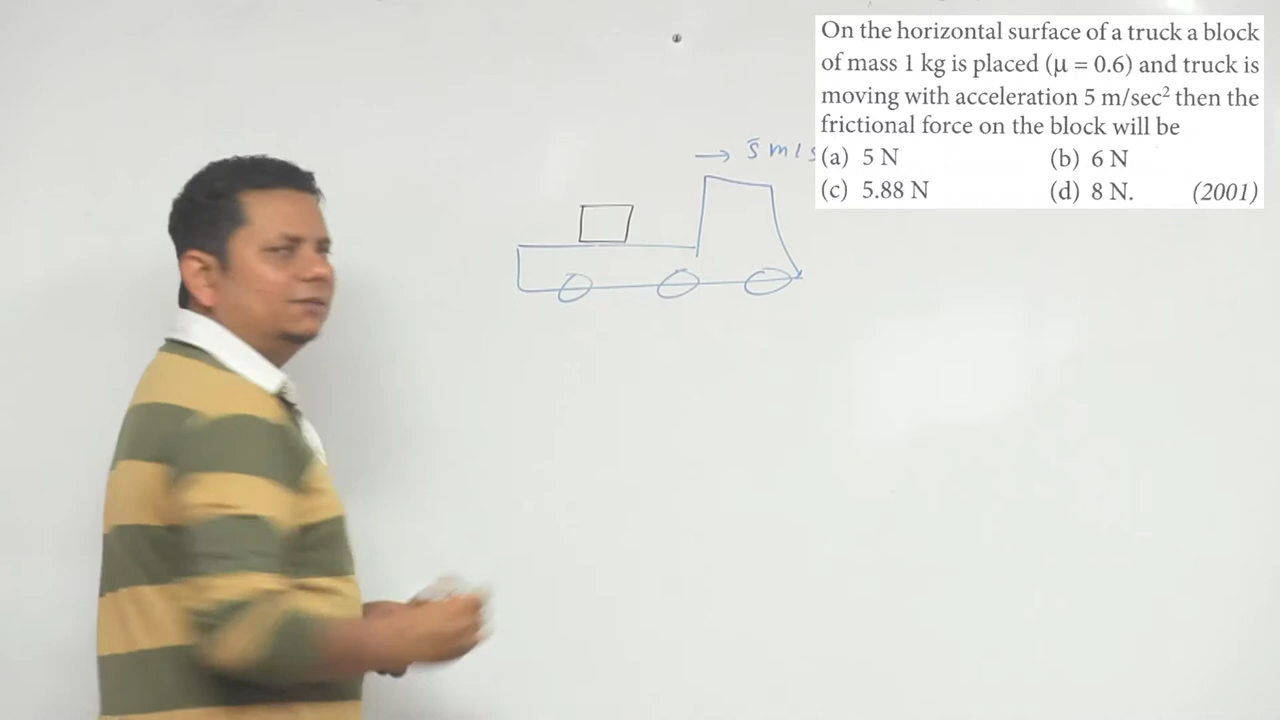 On the horizontal surface of a truck a block
of mass 1 kg is placed (μ = 0.6) and truck is
moving with acceleration 5 m/sec² then the
frictional force on the block will be
(a) 5 N (b) 6 N
(c) 5.88 N (d) 8 N. (2001)
→ 5 m/s